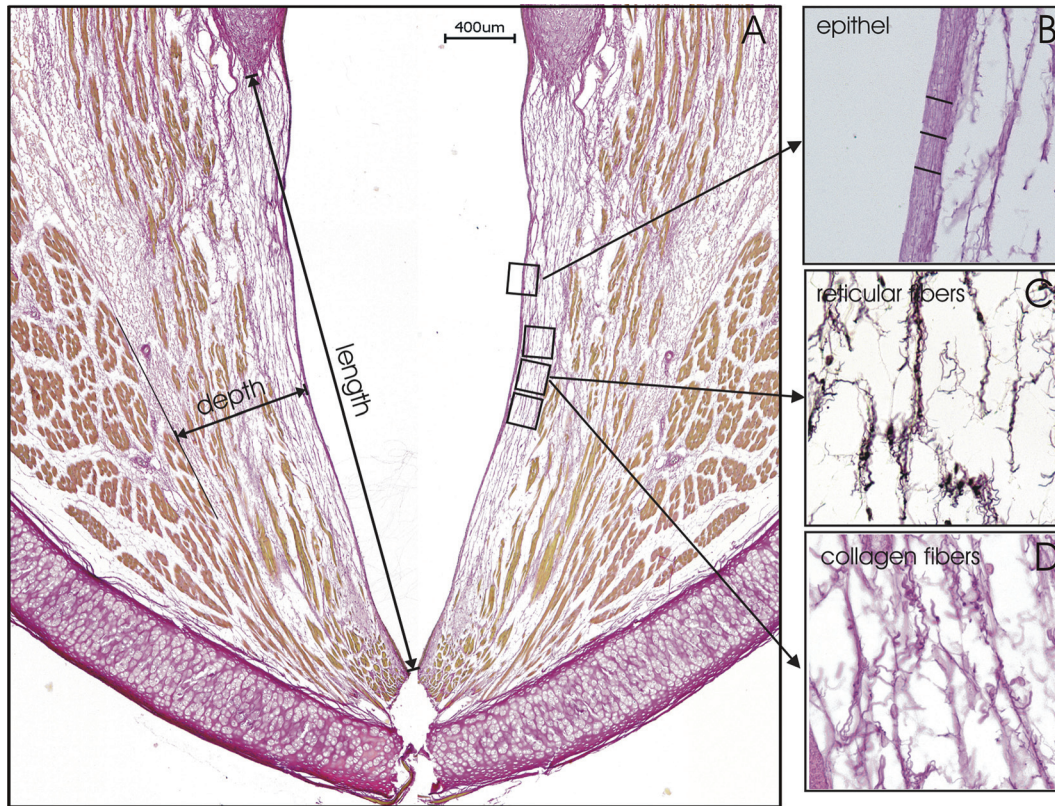 A
400um
length
depth
epithel
B
reticular fibers
C
collagen fibers
D